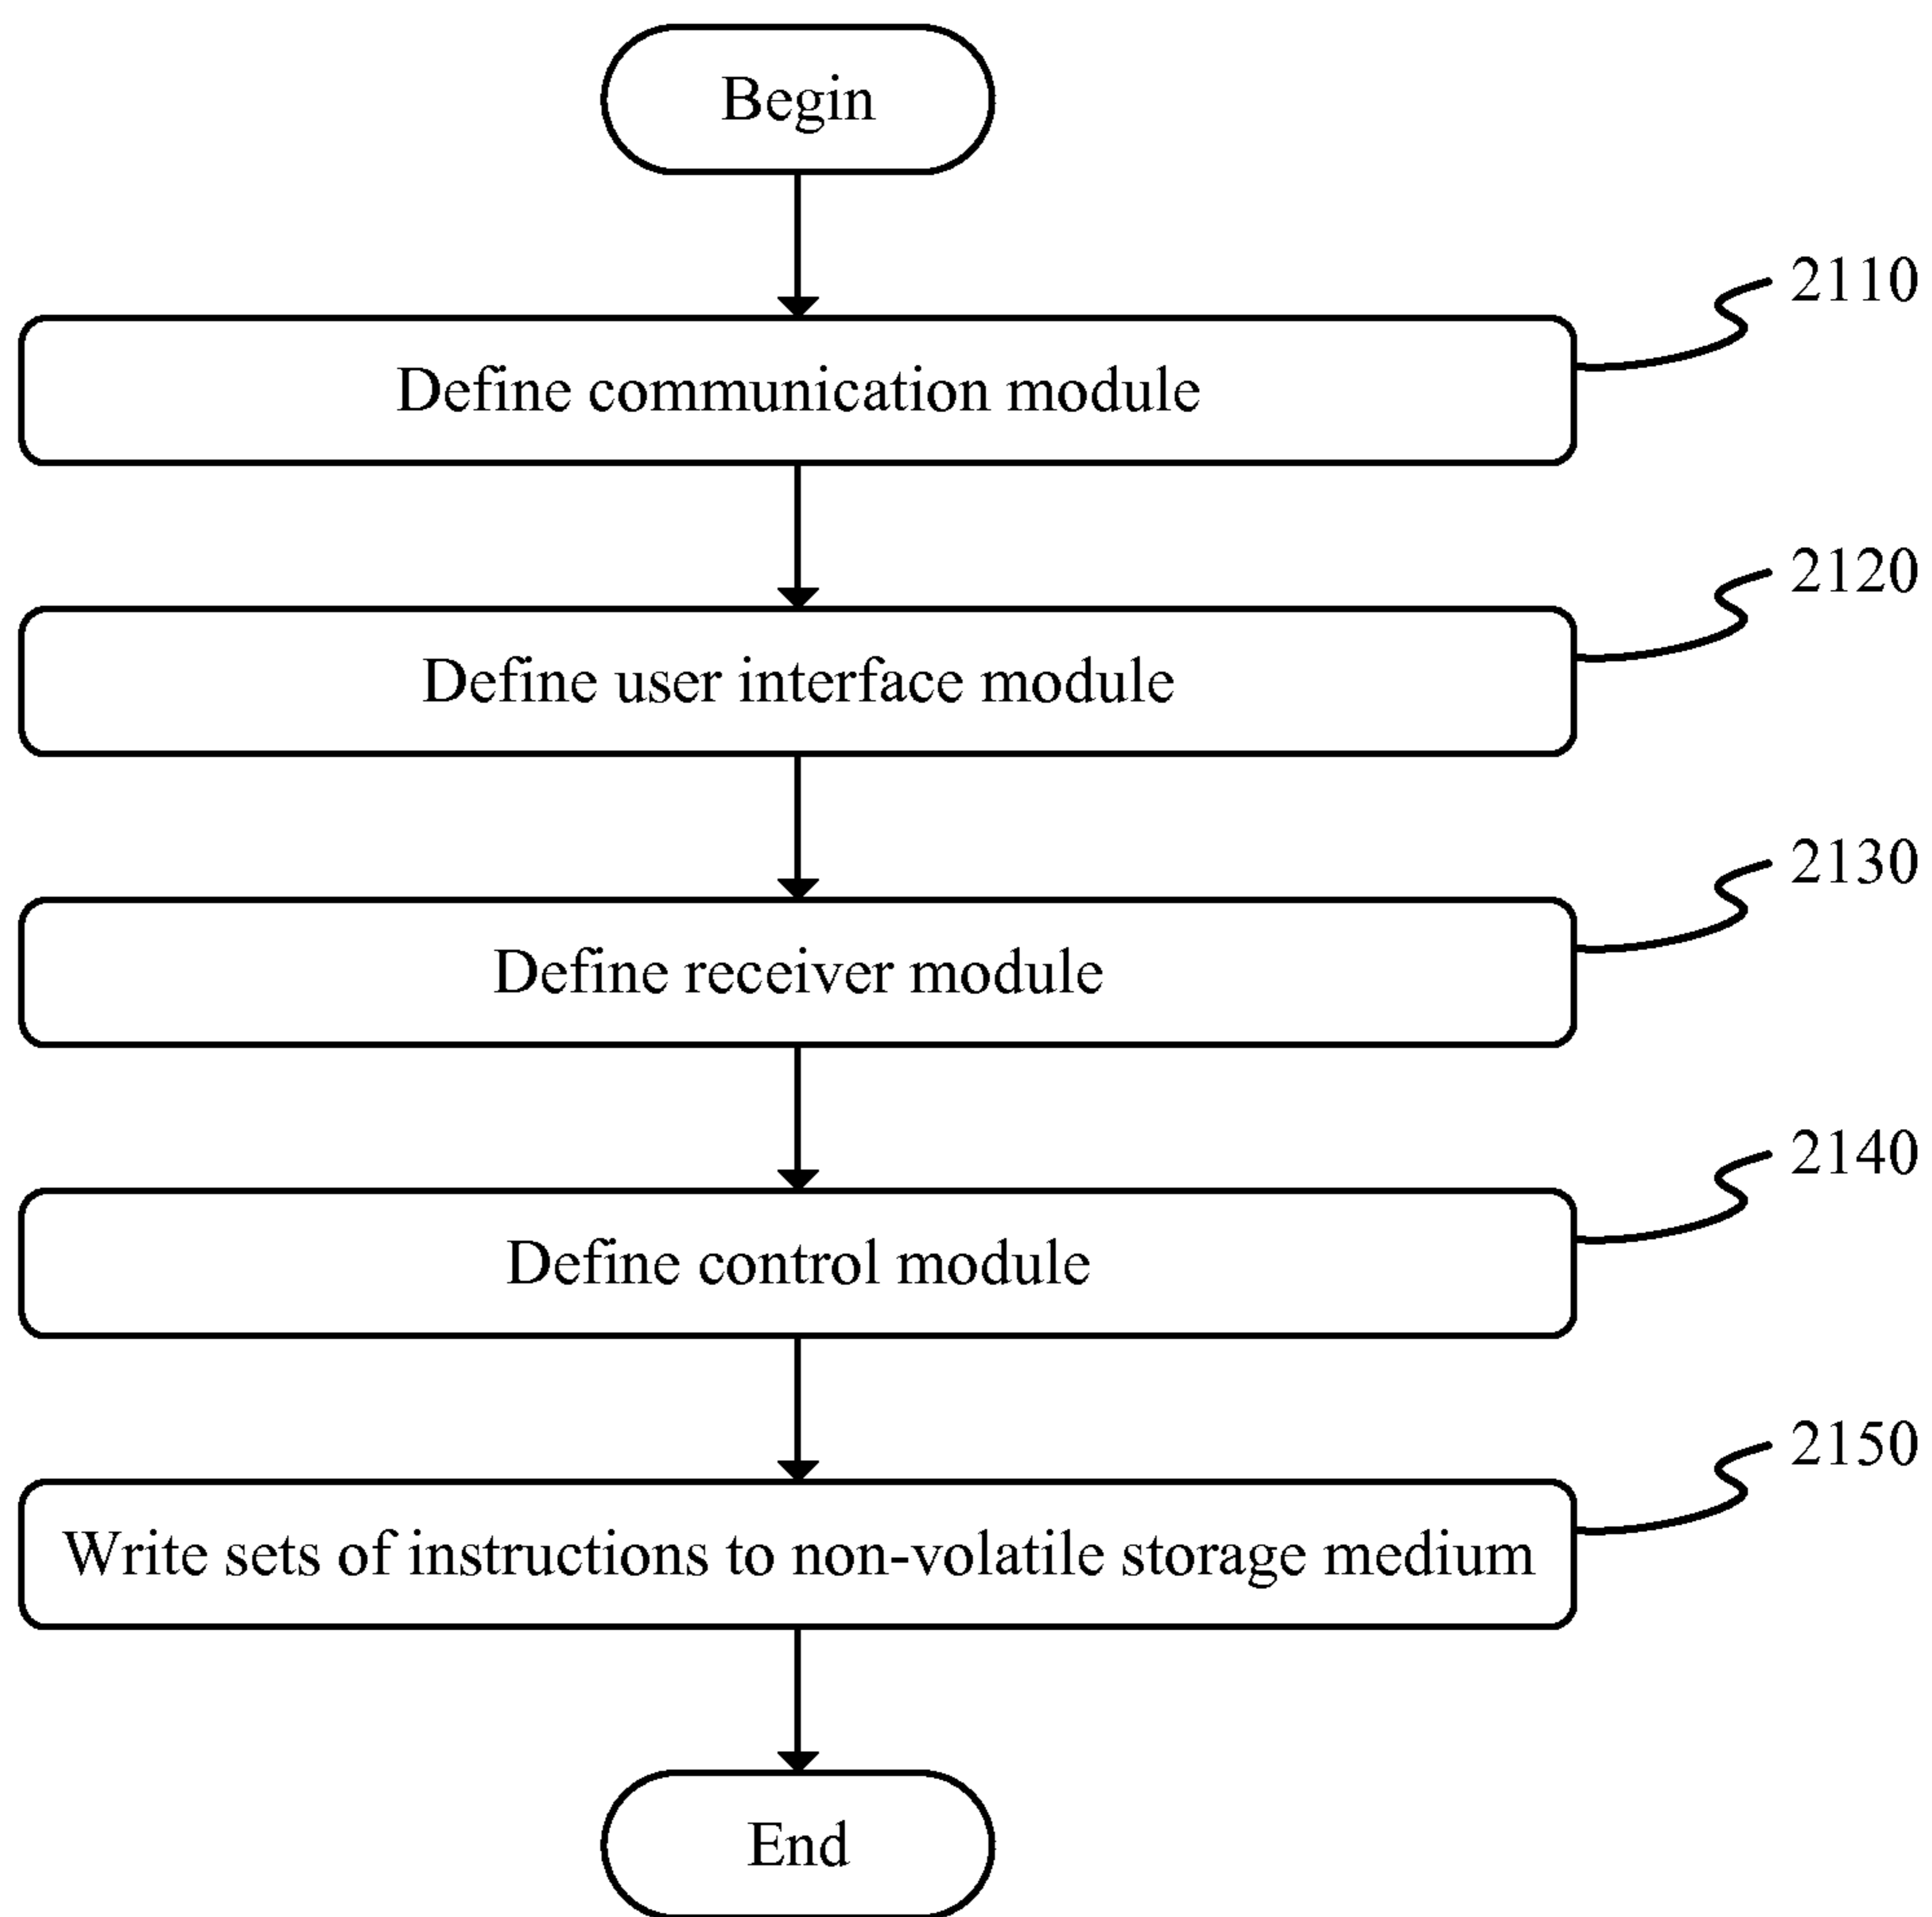 Begin
2110
Define communication module
2120
Define user interface module
2130
Define receiver module
2140
Define control module
2150
Write sets of instructions to non-volatile storage medium
End